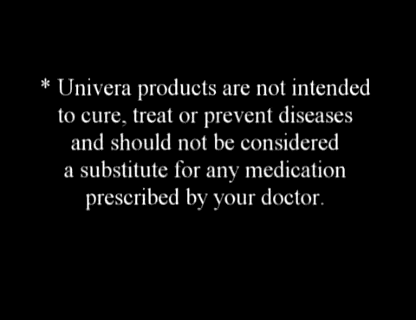 * Univera products are not intended
to cure, treat or prevent diseases
and should not be considered
a substitute for any medication
prescribed by your doctor.